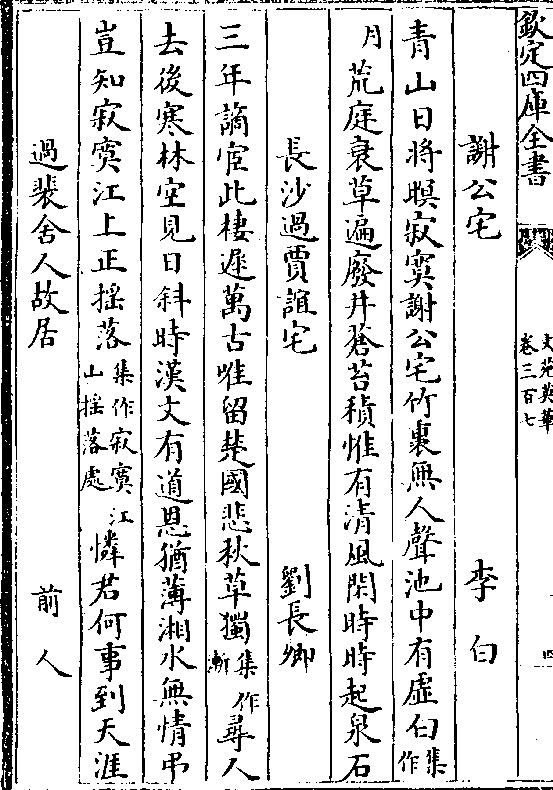 欽定四庫全書
文苑英華
卷三百七
四
謝公宅 李白
青山日將暝寂寞謝公宅竹裏無人聲池中有虛白集作
月荒庭衰草遍廢井蒼苔積惟有清風閑時時起泉石
長沙過賈誼宅 劉長卿
三年謫宦此棲遲萬古唯留楚國悲秋草獨集作漸尋人
去後寒林空見日斜時漢文有道恩猶薄湘水無情弔
豈知寂寞江上正搖落集作寂寞江山搖落處憐君何事到天涯
過裴舍人故居 前人